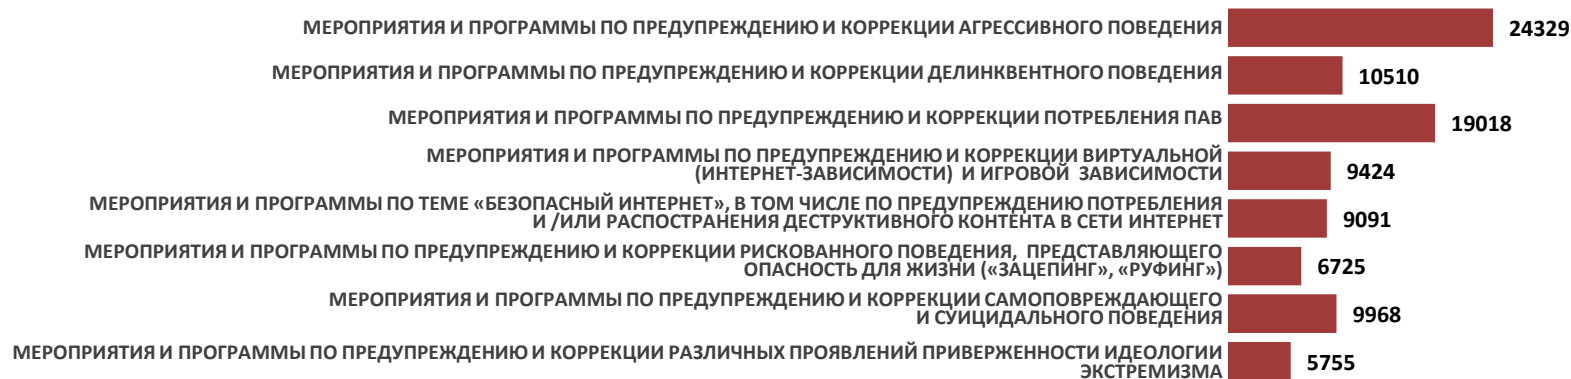 МЕРОПРИЯТИЯ И ПРОГРАММЫ ПО ПРЕДУПРЕЖДЕНИЮ И КОРРЕКЦИИ АГРЕССИВНОГО ПОВЕДЕНИЯ 24329
МЕРОПРИЯТИЯ И ПРОГРАММЫ ПО ПРЕДУПРЕЖДЕНИЮ И КОРРЕКЦИИ ДЕЛИНКВЕНТНОГО ПОВЕДЕНИЯ 10510
МЕРОПРИЯТИЯ И ПРОГРАММЫ ПО ПРЕДУПРЕЖДЕНИЮ И КОРРЕКЦИИ ПОТРЕБЛЕНИЯ ПАВ 19018
МЕРОПРИЯТИЯ И ПРОГРАММЫ ПО ПРЕДУПРЕЖДЕНИЮ И КОРРЕКЦИИ ВИРТУАЛЬНОЙ
(ИНТЕРНЕТ-ЗАВИСИМОСТИ) И ИГРОВОЙ ЗАВИСИМОСТИ 9424
МЕРОПРИЯТИЯ И ПРОГРАММЫ ПО ТЕМЕ «БЕЗОПАСНЫЙ ИНТЕРНЕТ», В ТОМ ЧИСЛЕ ПО ПРЕДУПРЕЖДЕНИЮ ПОТРЕБЛЕНИЯ
И /ИЛИ РАСПОСТРАНЕНИЯ ДЕСТРУКТИВНОГО КОНТЕНТА В СЕТИ ИНТЕРНЕТ 9091
МЕРОПРИЯТИЯ И ПРОГРАММЫ ПО ПРЕДУПРЕЖДЕНИЮ И КОРРЕКЦИИ РИСКОВАННОГО ПОВЕДЕНИЯ, ПРЕДСТАВЛЯЮЩЕГО
ОПАСНОСТЬ ДЛЯ ЖИЗНИ («ЗАЦЕПИНГ», «РУФИНГ») 6725
МЕРОПРИЯТИЯ И ПРОГРАММЫ ПО ПРЕДУПРЕЖДЕНИЮ И КОРРЕКЦИИ САМОПОВРЕЖДАЮЩЕГО
И СУИЦИДАЛЬНОГО ПОВЕДЕНИЯ 9968
МЕРОПРИЯТИЯ И ПРОГРАММЫ ПО ПРЕДУПРЕЖДЕНИЮ И КОРРЕКЦИИ РАЗЛИЧНЫХ ПРОЯВЛЕНИЙ ПРИВЕРЖЕННОСТИ ИДЕОЛОГИИ
ЭКСТРЕМИЗМА 5755